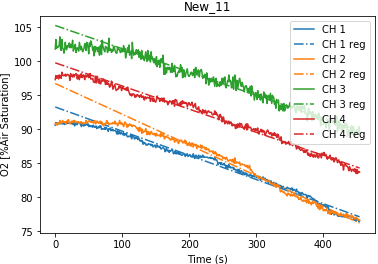 New_11
105
100
95
90
85
80
75
O2 [%Air Saturation]
0
100
200
300
400
Time (s)
CH 1
CH 1 reg
CH 2
CH 2 reg
CH 3
CH 3 reg
CH 4
CH 4 reg